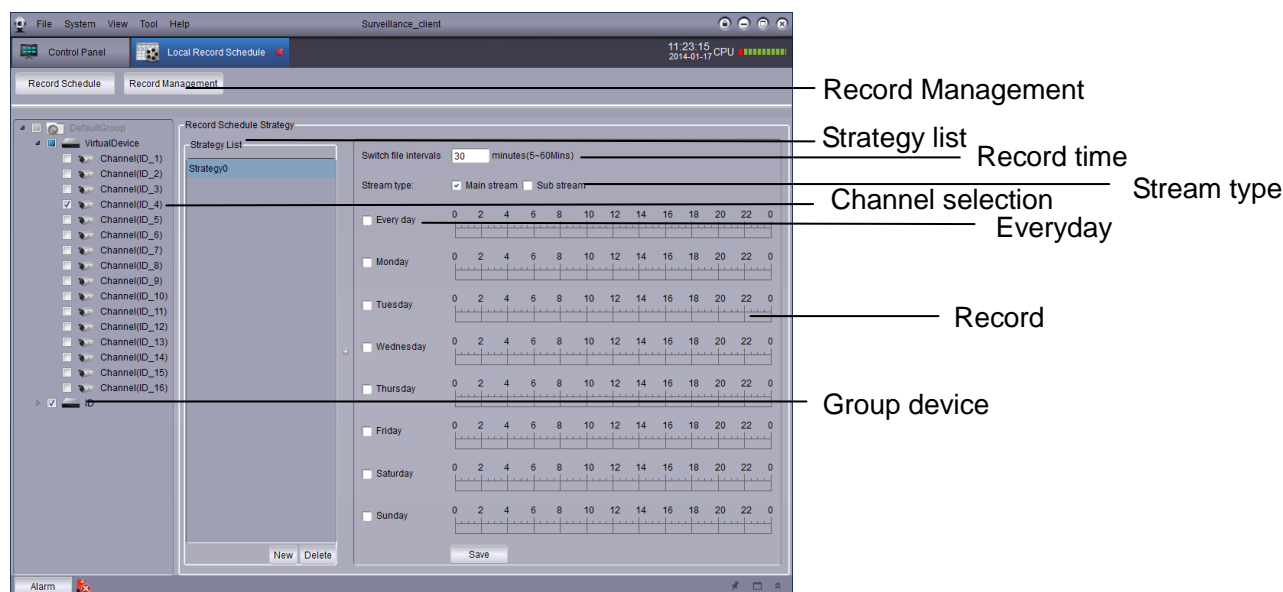 File System View Tool Help Surveillance_client
Control Panel Local Record Schedule 11:23:15 2014-01-17 CPU
Record Schedule Record Management
Record Management
DefaultGroup
VirtualDevice
Channel(ID_1)
Channel(ID_2)
Channel(ID_3)
Channel(ID_4)
Channel(ID_5)
Channel(ID_6)
Channel(ID_7)
Channel(ID_8)
Channel(ID_9)
Channel(ID_10)
Channel(ID_11)
Channel(ID_12)
Channel(ID_13)
Channel(ID_14)
Channel(ID_15)
Channel(ID_16)
ID
Record Schedule Strategy
Strategy List
Strategy0
New Delete
Switch file intervals 30 minutes(5~60Mins)
Stream type: Main stream Sub stream
Every day 0 2 4 6 8 10 12 14 16 18 20 22 0
Monday 0 2 4 6 8 10 12 14 16 18 20 22 0
Tuesday 0 2 4 6 8 10 12 14 16 18 20 22 0
Wednesday 0 2 4 6 8 10 12 14 16 18 20 22 0
Thursday 0 2 4 6 8 10 12 14 16 18 20 22 0
Friday 0 2 4 6 8 10 12 14 16 18 20 22 0
Saturday 0 2 4 6 8 10 12 14 16 18 20 22 0
Sunday 0 2 4 6 8 10 12 14 16 18 20 22 0
Save
Strategy list
Record time
Stream type
Channel selection
Everyday
Record
Group device
Alarm